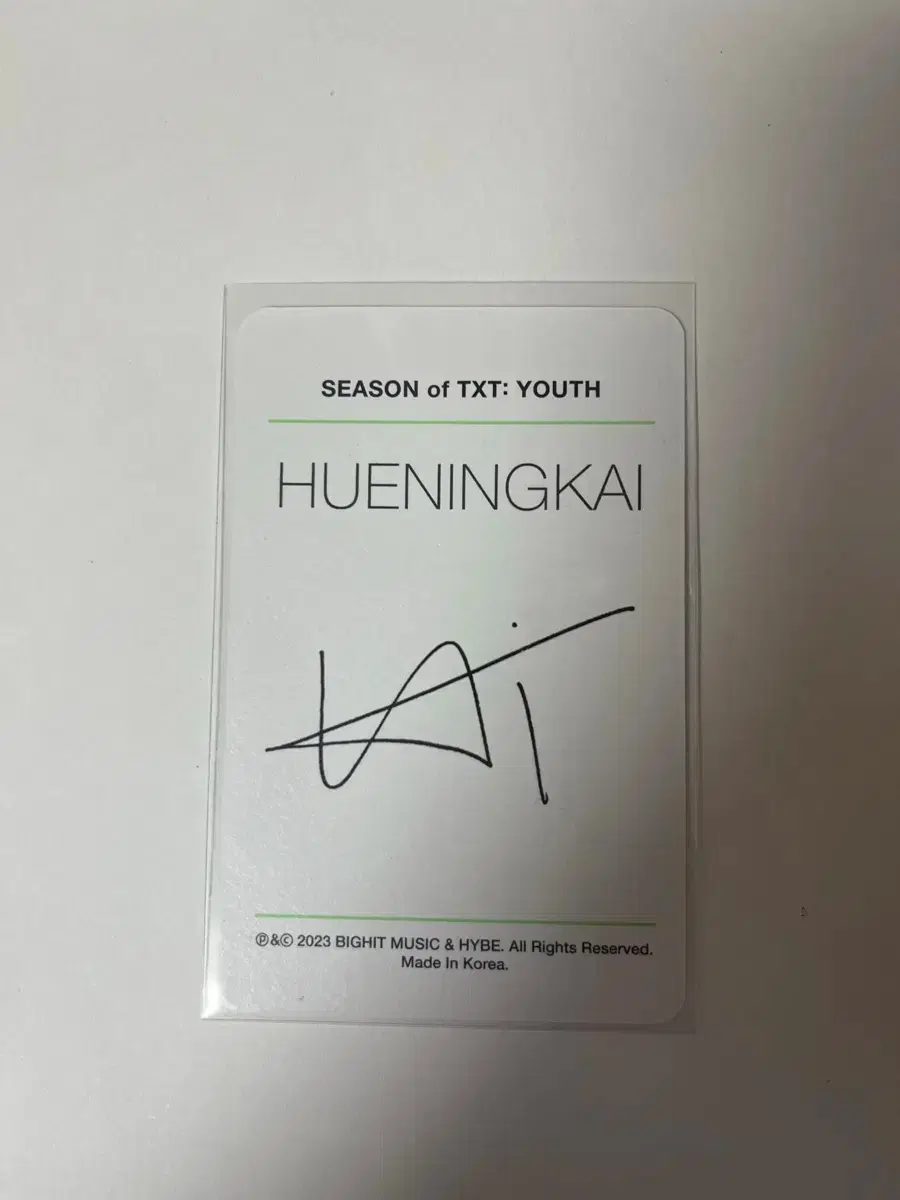 SEASON of TXT: YOUTH
HUENINGKAI
KAi
℗&© 2023 BIGHIT MUSIC & HYBE. All Rights Reserved.
Made In Korea.